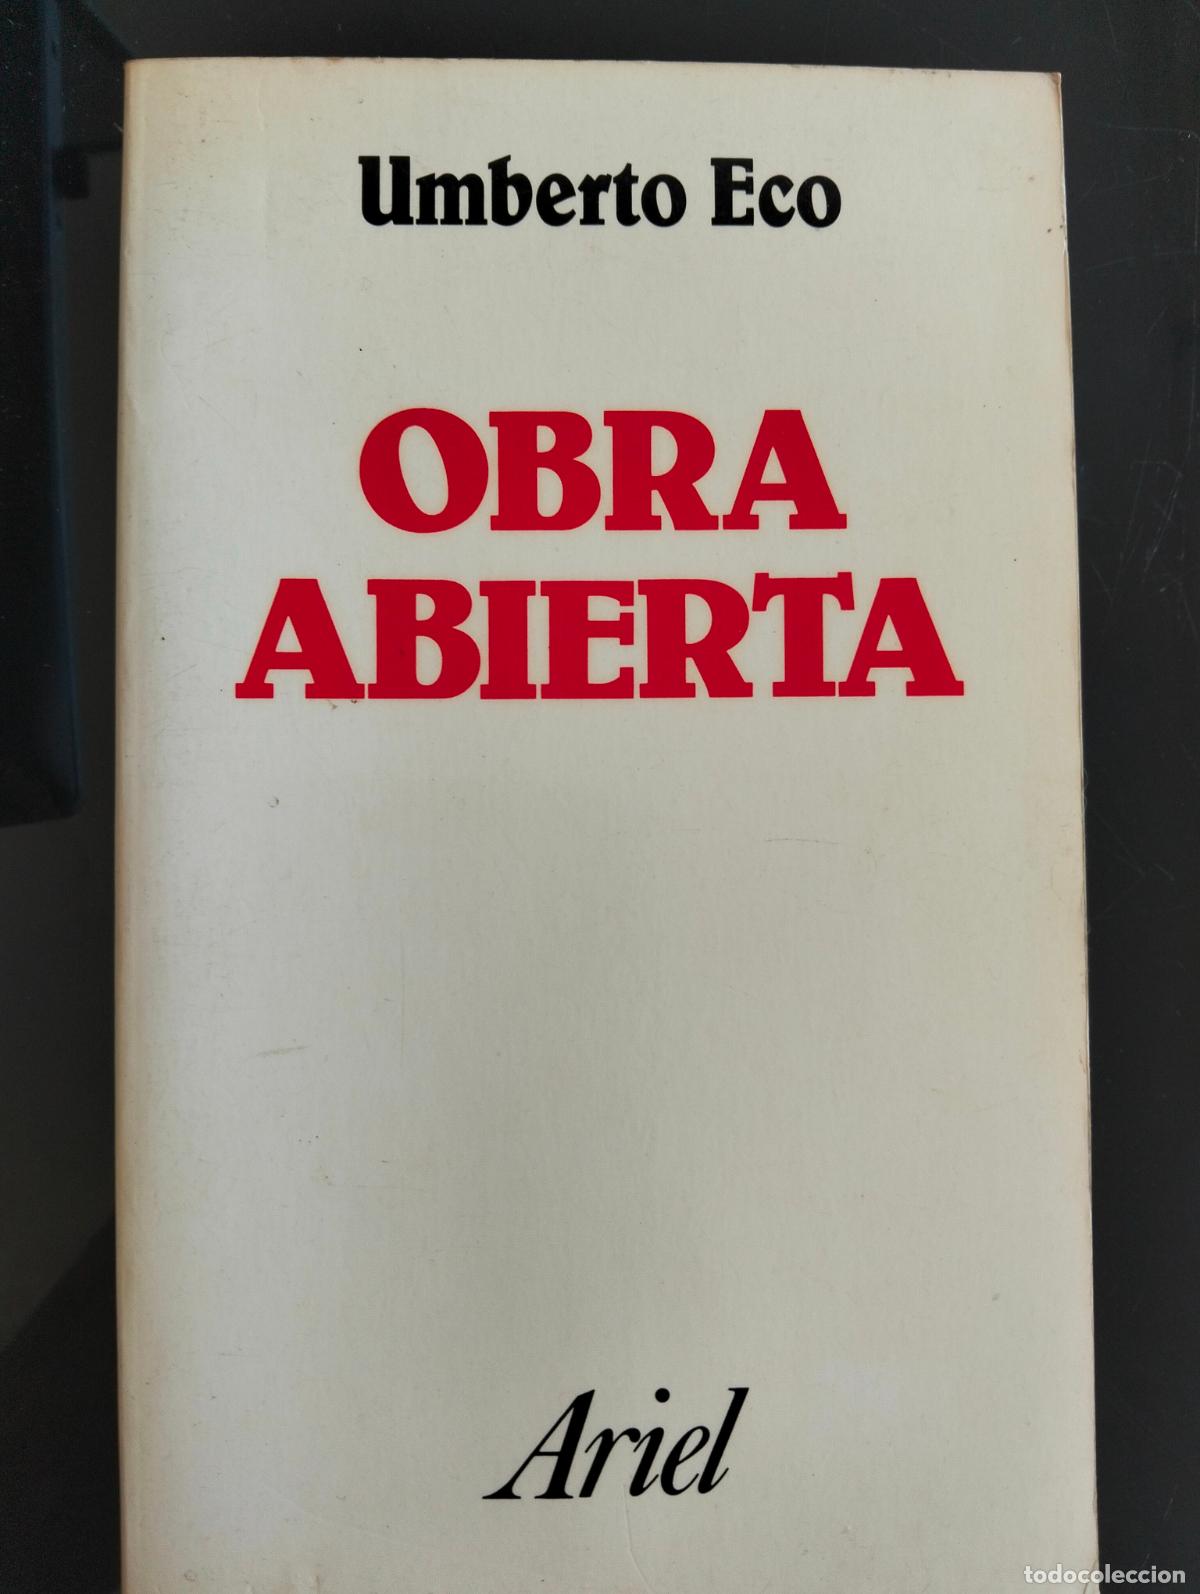 Umberto Eco
OBRA
ABIERTA
Ariel
todocoleccion